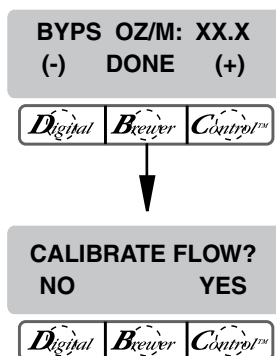 BYPS OZ/M: XX.X
(-) DONE (+)
Digital Brewer Control™
CALIBRATE FLOW?
NO YES
Digital Brewer Control™